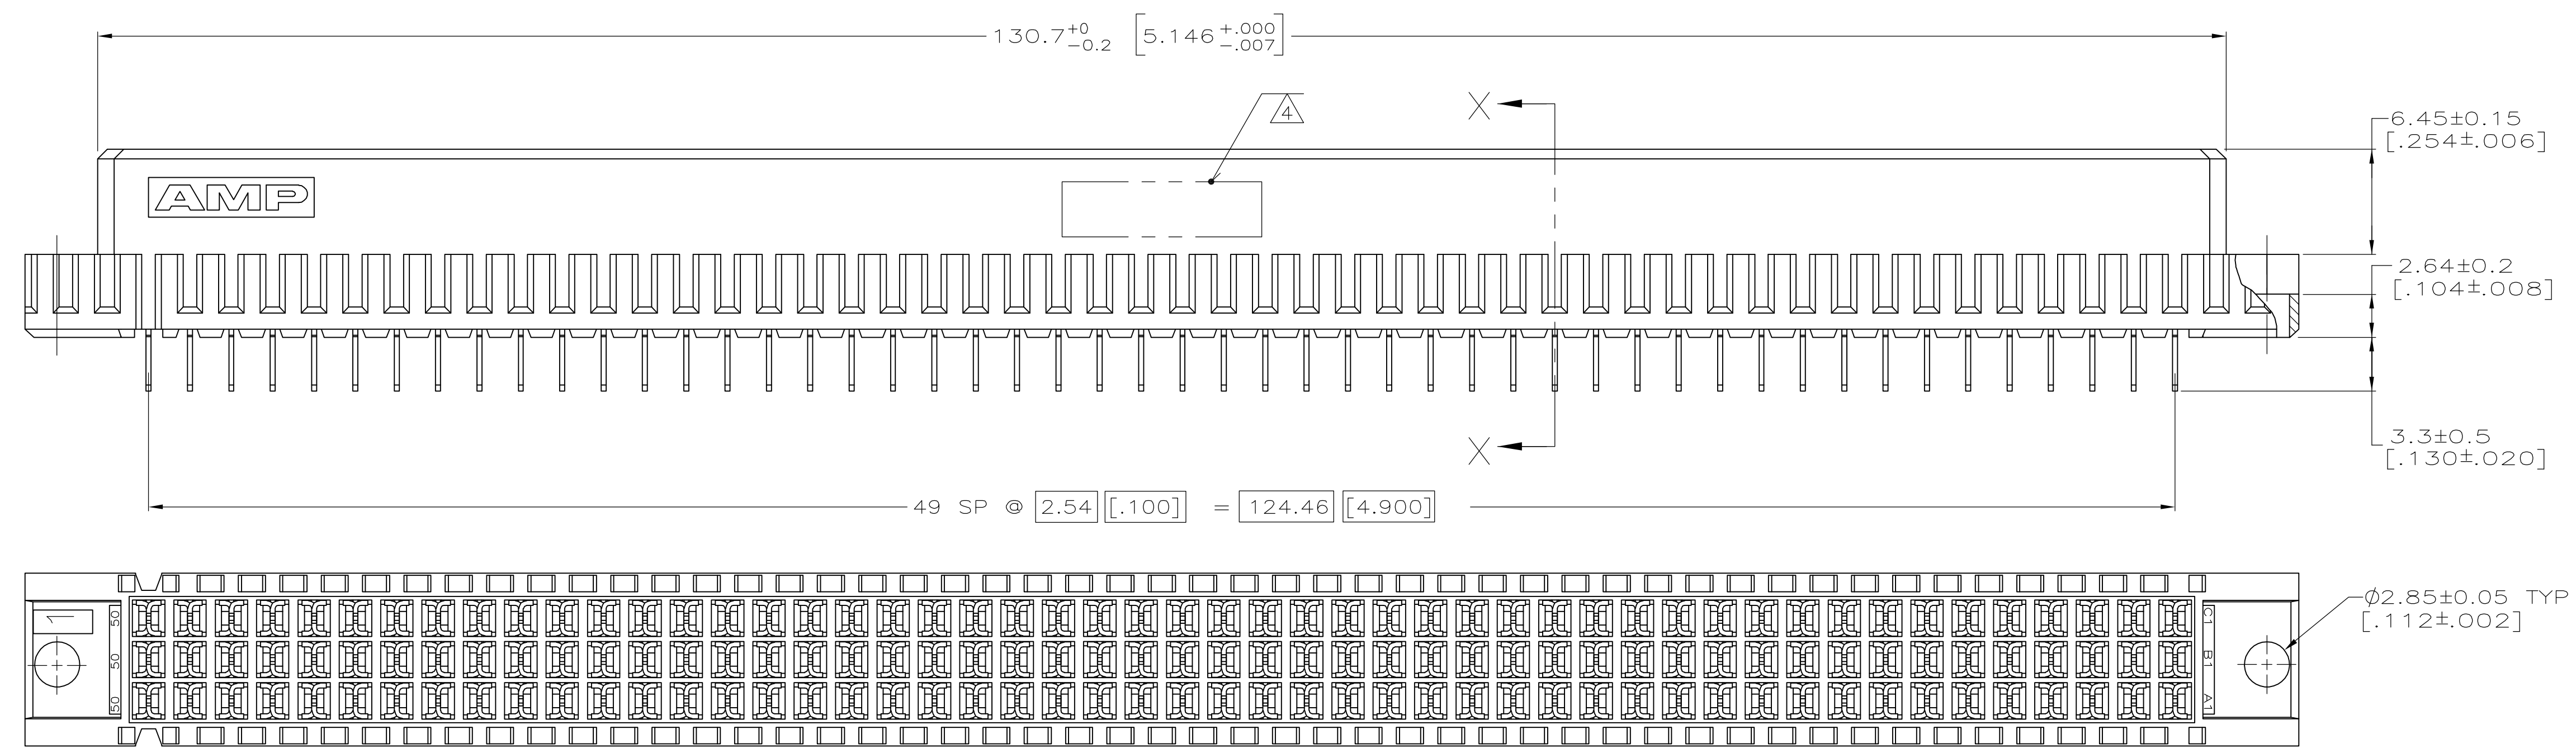 130.7 +0 -0.2 [5.146 +.000 -.007]
4
X
6.45±0.15
[.254±.006]
AMP
2.64±0.2
[.104±.008]
3.3±0.5
[.130±.020]
X
49 SP @ 2.54 [.100] = 124.46 [4.900]
1
50
50
50
C1
B1
A1
Ø2.85±0.05 TYP
[.112±.002]